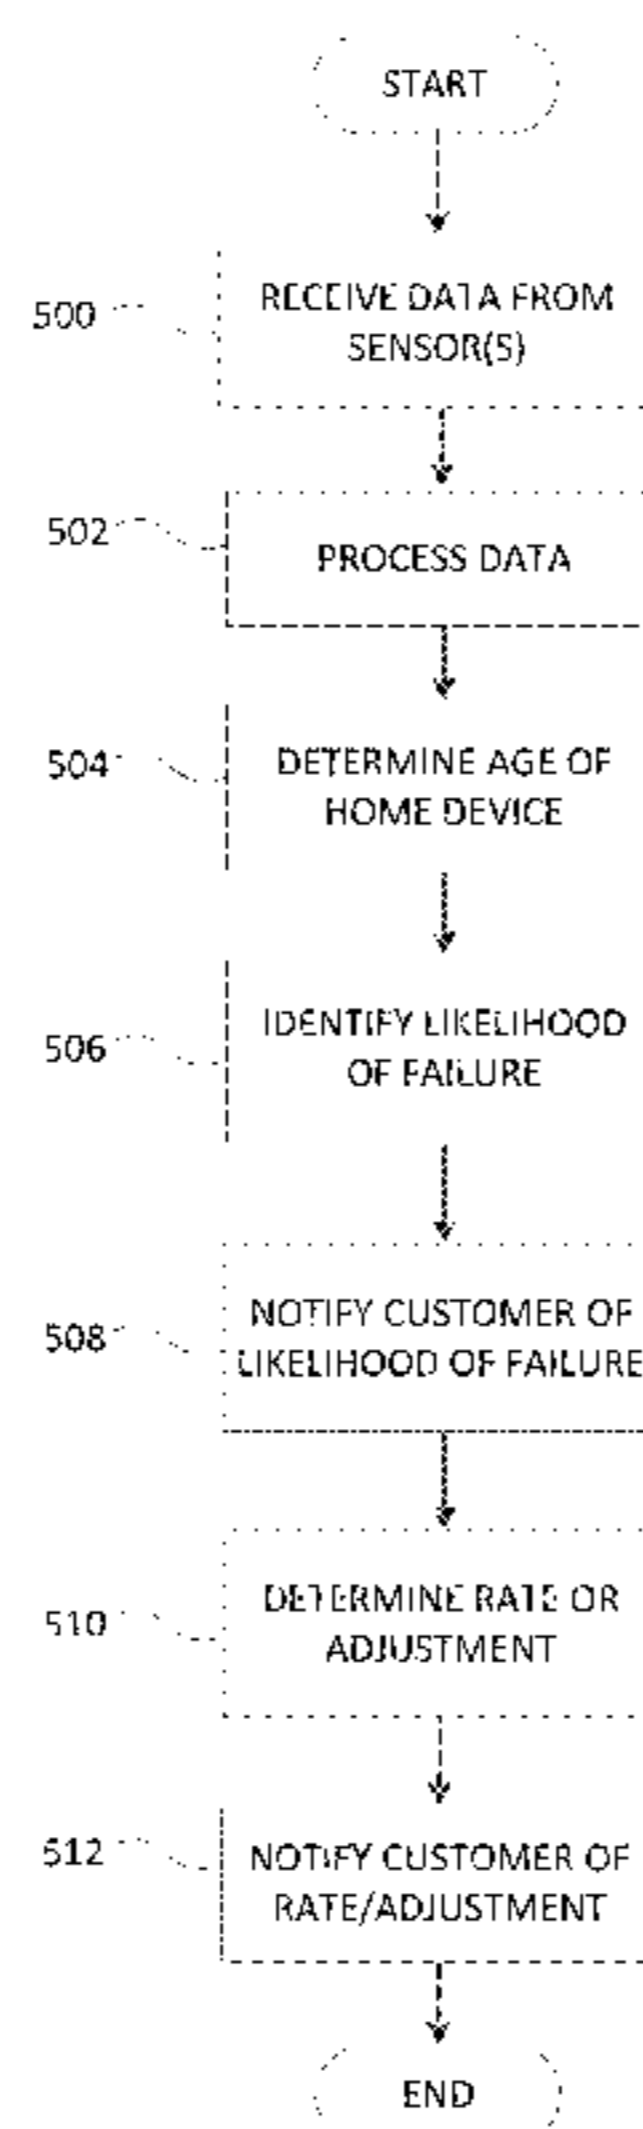 START
500
RECEIVE DATA FROM
SENSOR(S)
502
PROCESS DATA
504
DETERMINE AGE OF
HOME DEVICE
506
IDENTIFY LIKELIHOOD
OF FAILURE
508
NOTIFY CUSTOMER OF
LIKELIHOOD OF FAILURE
510
DETERMINE RATE OR
ADJUSTMENT
512
NOTIFY CUSTOMER OF
RATE/ADJUSTMENT
END